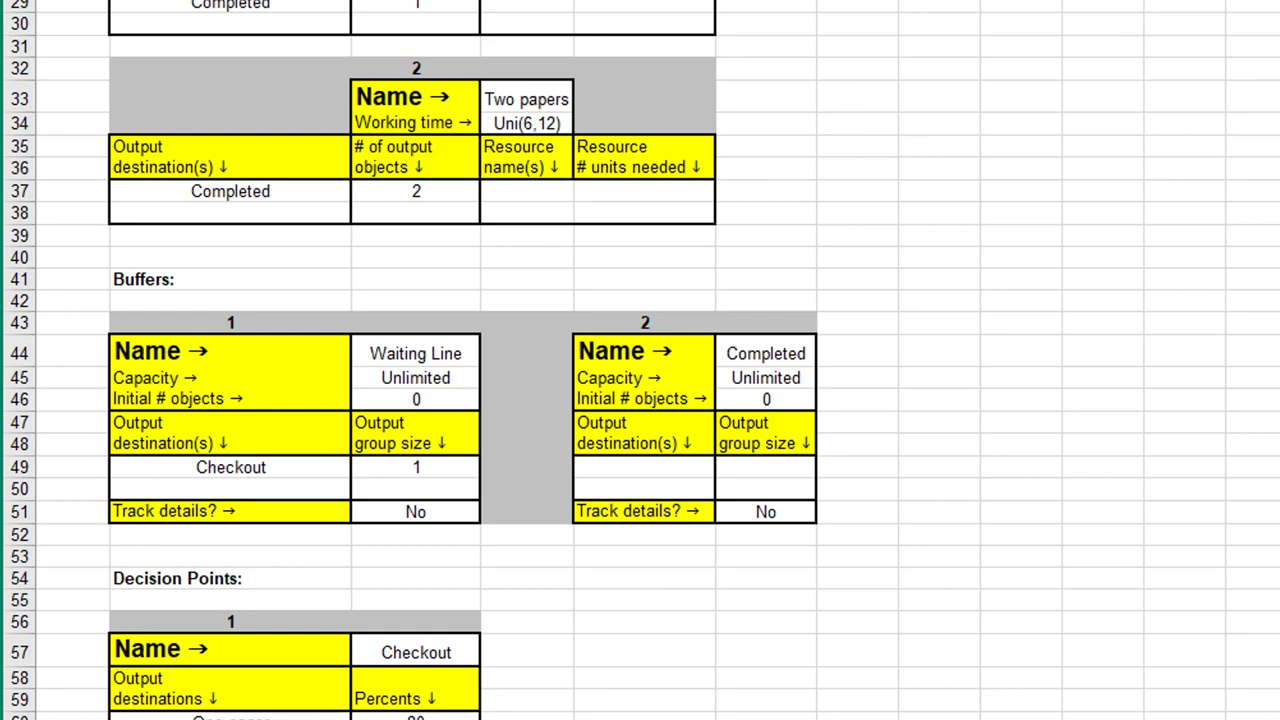 29 Completed 1
30
31
32 2
33 Name → Two papers
34 Working time → Uni(6,12)
35 Output # of output Resource Resource
36 destination(s) ↓ objects ↓ name(s) ↓ # units needed ↓
37 Completed 2
38
39
40
41 Buffers:
42
43 1 2
44 Name → Waiting Line Name → Completed
45 Capacity → Unlimited Capacity → Unlimited
46 Initial # objects → 0 Initial # objects → 0
47 Output Output Output Output
48 destination(s) ↓ group size ↓ destination(s) ↓ group size ↓
49 Checkout 1
50
51 Track details? → No Track details? → No
52
53
54 Decision Points:
55
56 1
57 Name → Checkout
58 Output
59 destinations ↓ Percents ↓